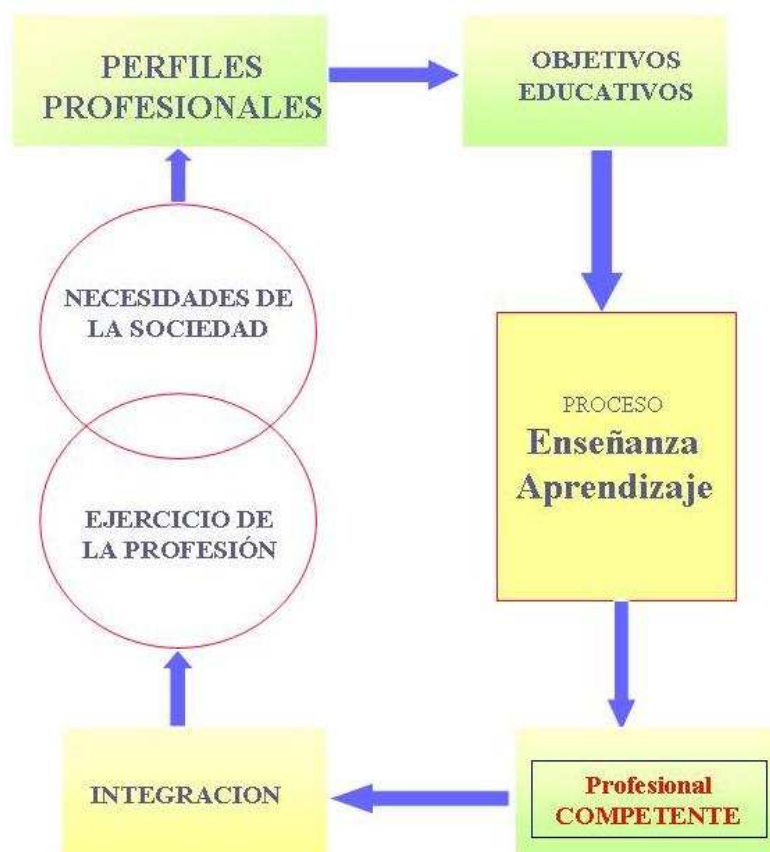 PERFILES
PROFESIONALES
OBJETIVOS
EDUCATIVOS
NECESIDADES DE
LA SOCIEDAD
PROCESO
Enseñanza
Aprendizaje
EJERCICIO DE
LA PROFESIÓN
INTEGRACION
Profesional
COMPETENTE